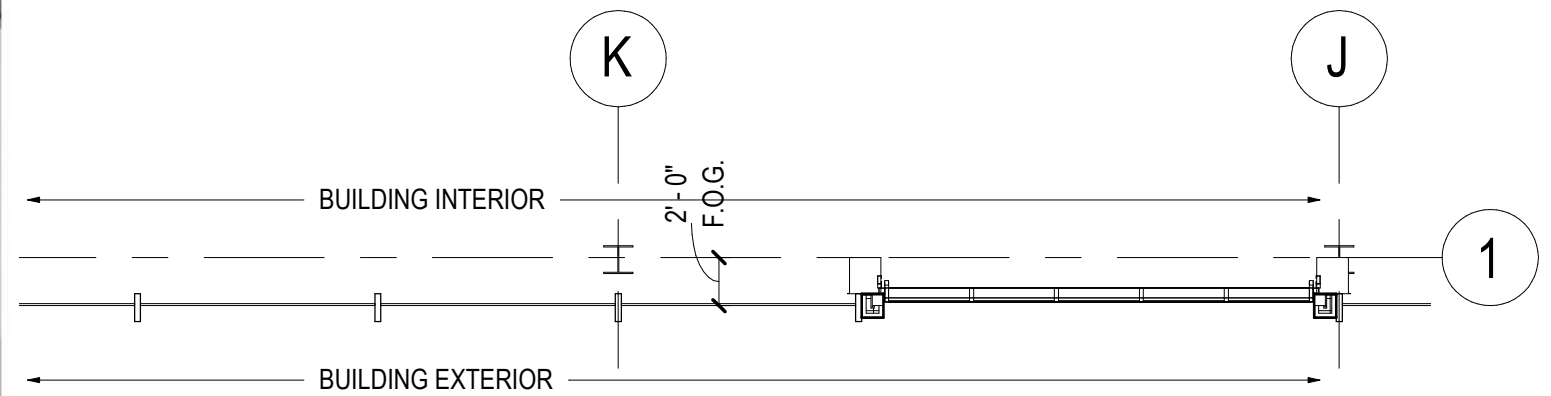 K
J
2' - 0"
F.O.G.
BUILDING INTERIOR
1
BUILDING EXTERIOR